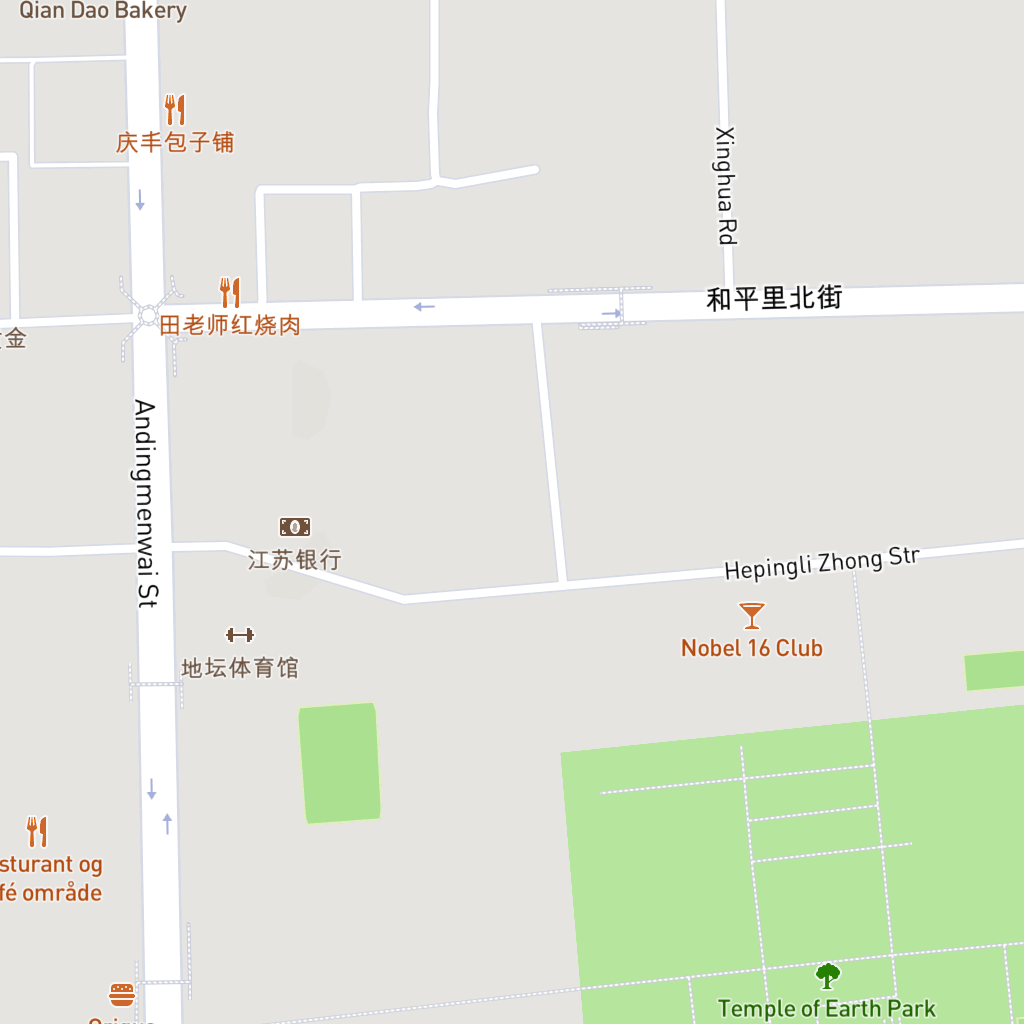 Qian Dao Bakery
庆丰包子铺
Xinghua Rd
和平里北街
田老师红烧肉
金
Andingmenwai St
江苏银行
Hepingli Zhong Str
Nobel 16 Club
地坛体育馆
sturant og
fé område
Temple of Earth Park